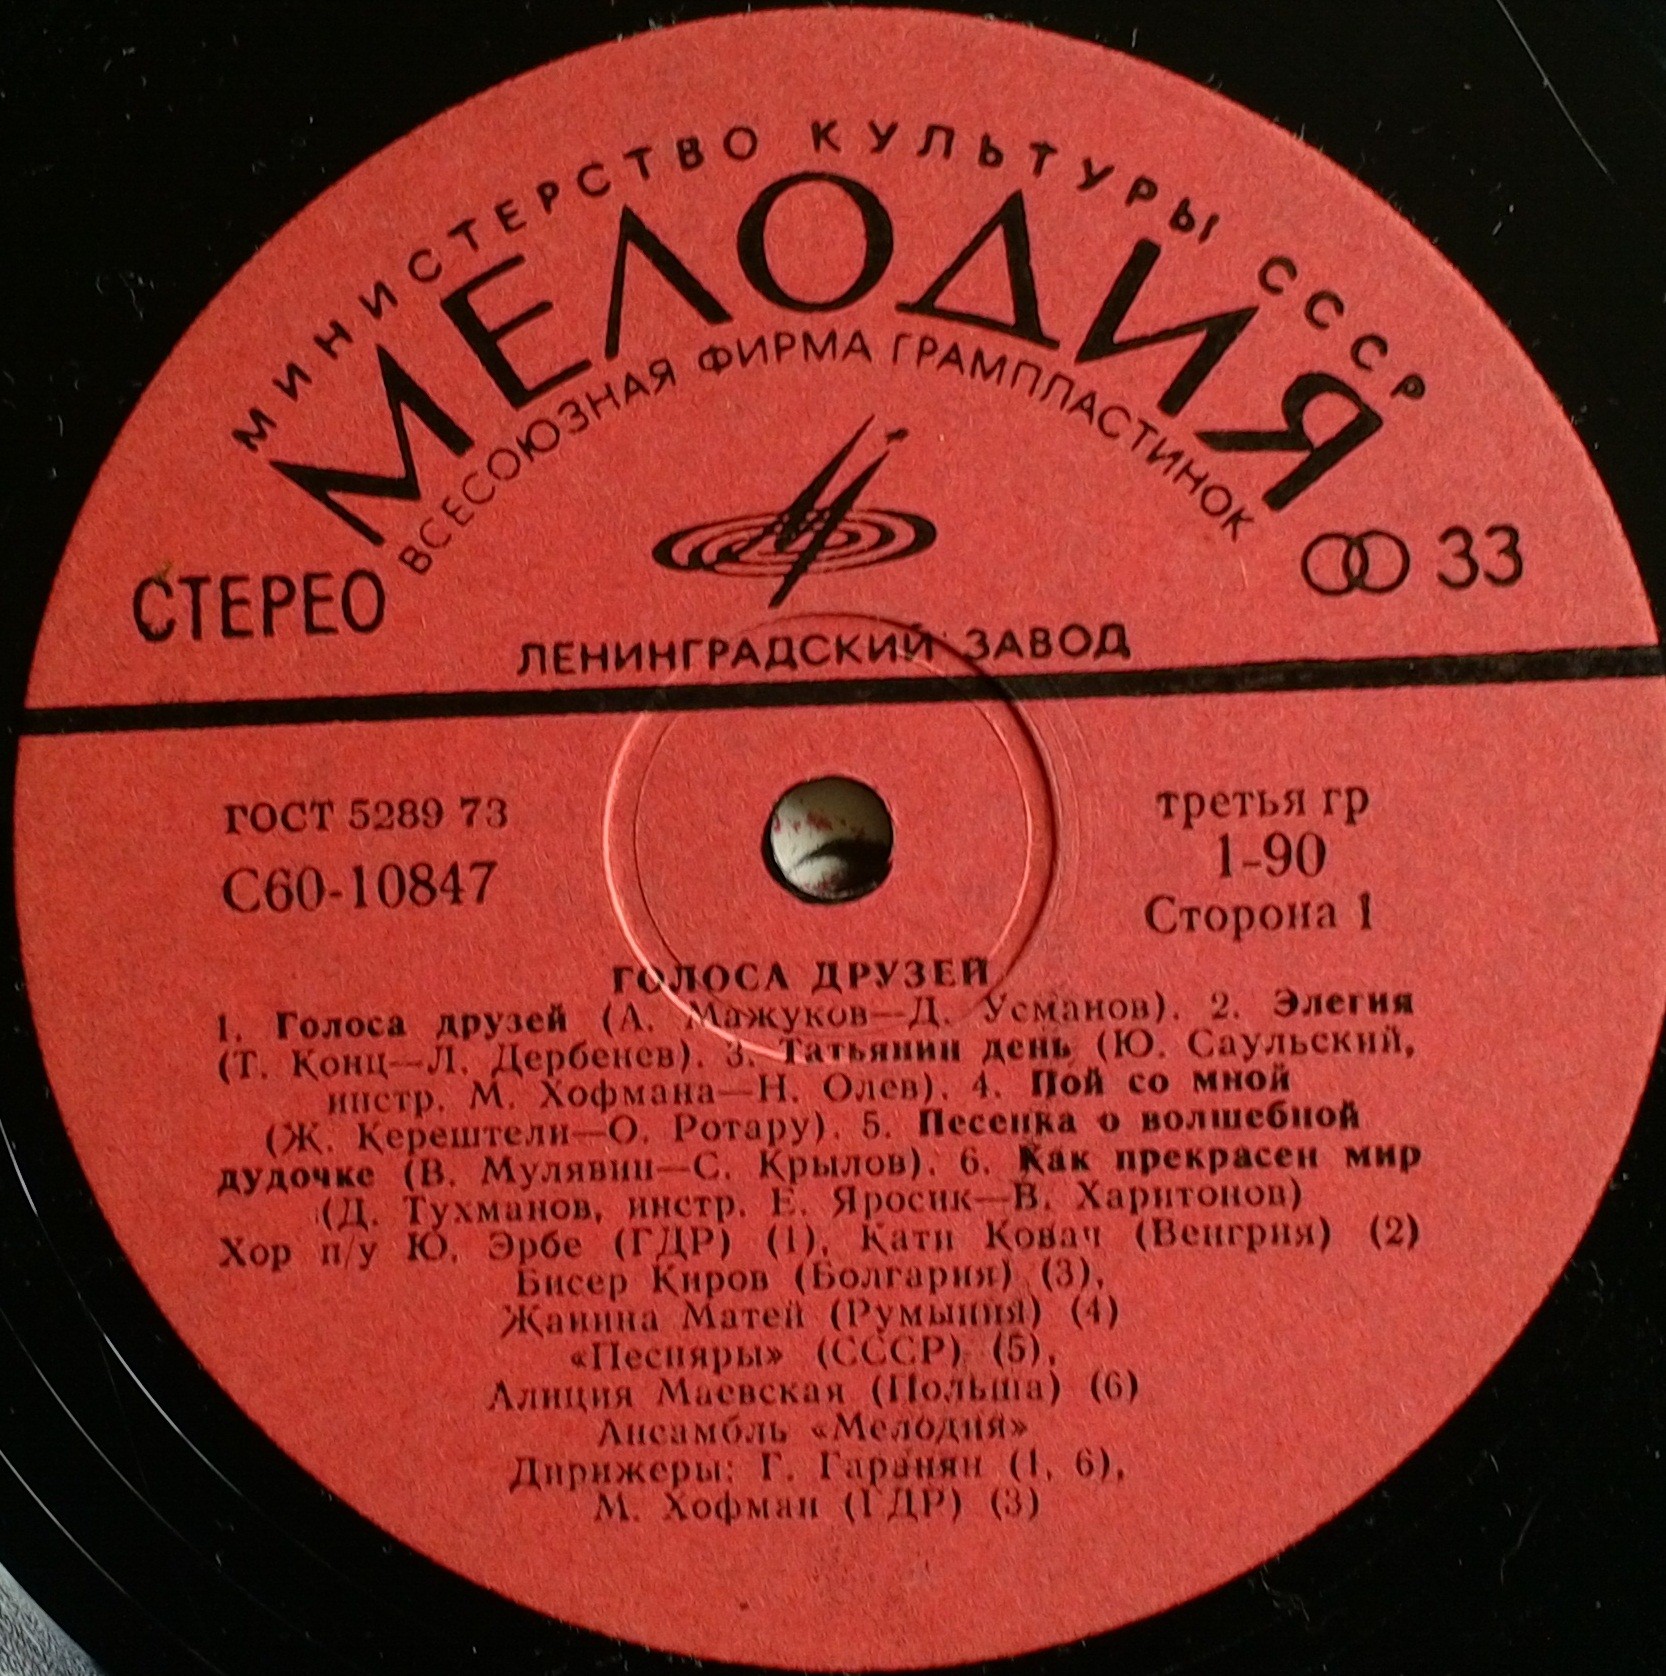 МИНИСТЕРСТВО КУЛЬТУРЫ СССР
МЕЛОДИЯ
ВСЕСОЮЗНАЯ ФИРМА ГРАМПЛАСТИНОК
СТЕРЕО
33
ЛЕНИНГРАДСКИЙ ЗАВОД
ГОСТ 5289 73
третья гр
С60-10847
1-90
Сторона 1
ГОЛОСА ДРУЗЕЙ
1. Голоса друзей (А. Мажуков—Д. Усманов). 2. Элегия
(Т. Конц—Л. Дербенев). 3. Татьянин день (Ю. Саульский,
инстр. М. Хофмана—Н. Олев). 4. Пой со мной
(Ж. Керештели—О. Ротару). 5. Песенка о волшебной
дудочке (В. Мулявин—С. Крылов). 6. Как прекрасен мир
(Д. Тухманов, инстр. Е. Яросик—В. Харитонов)
Хор п/у Ю. Эрбе (ГДР) (1), Кати Ковач (Венгрия) (2)
Бисер Киров (Болгария) (3),
Жанина Матей (Румыния) (4)
«Песняры» (СССР) (5),
Алиция Маевская (Польша) (6)
Ансамбль «Мелодия»
Дирижеры: Г. Гаранян (1, 6),
М. Хофман (ГДР) (3)